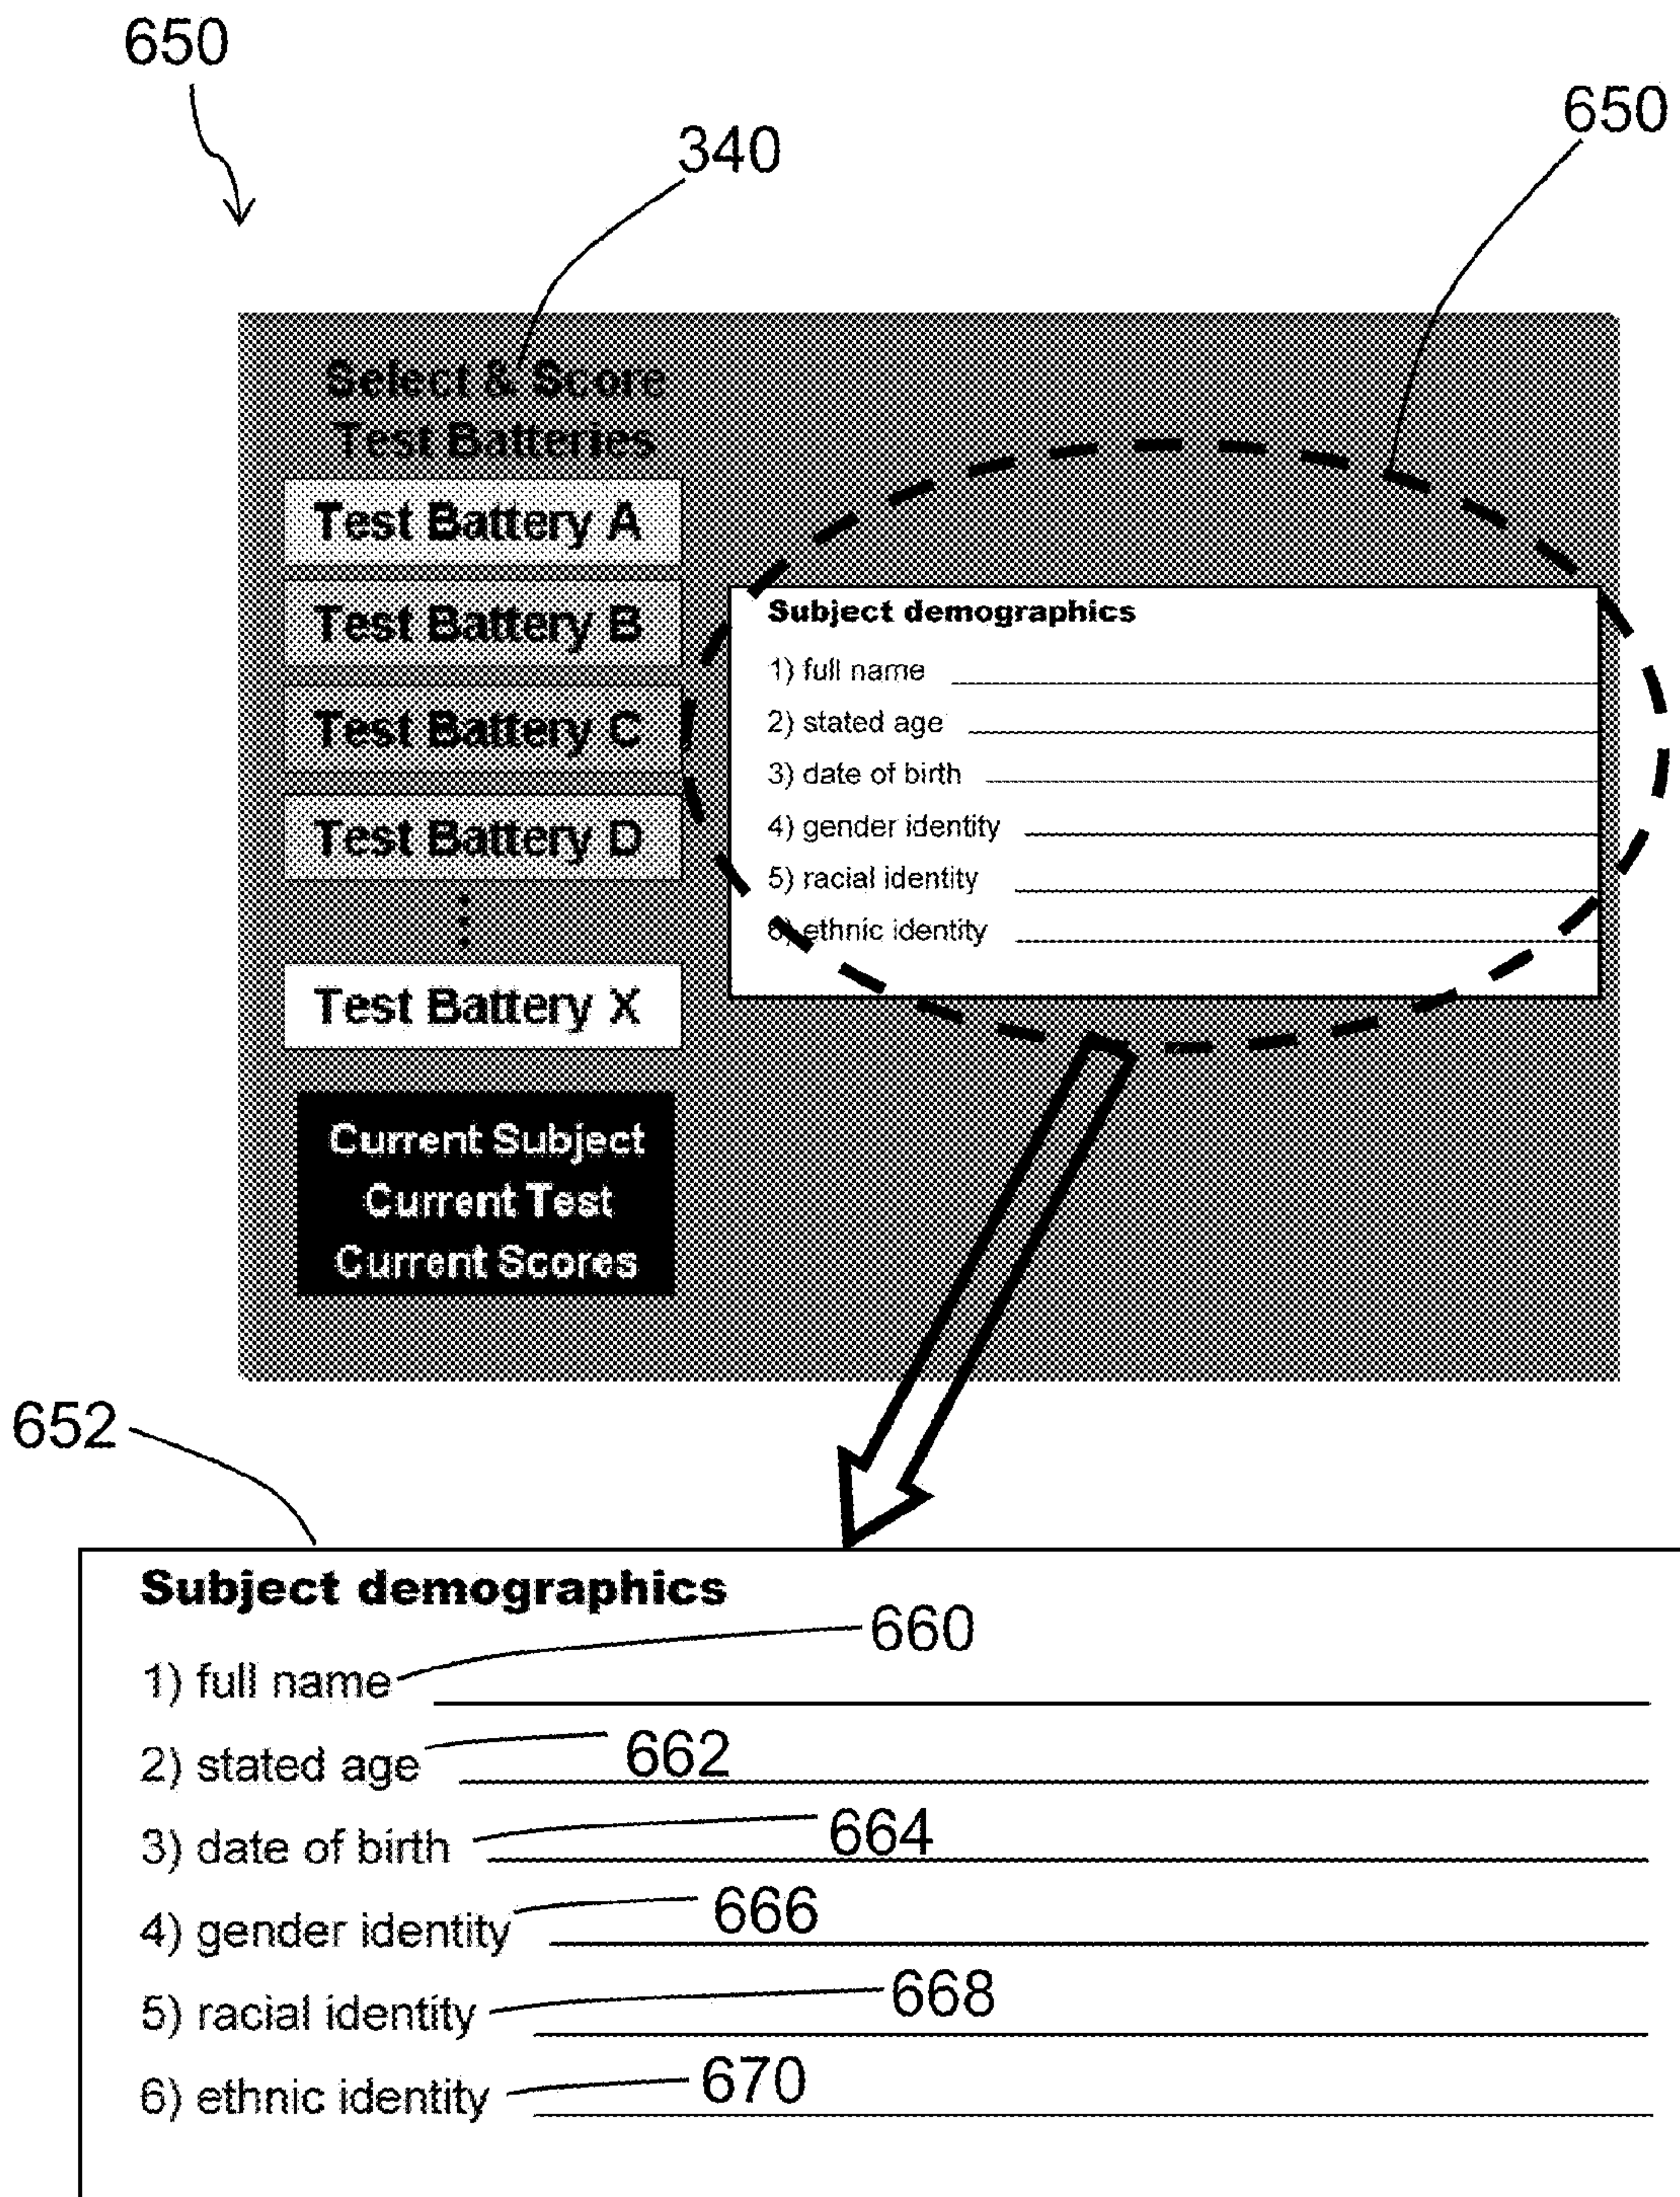 650
650
340
Select & Score
Test Batteries
Test Battery A
Test Battery B
Test Battery C
Test Battery D
Test Battery X
Current Subject
Current Test
Current Scores
Subject demographics
1) full name
2) stated age
3) date of birth
4) gender identity
5) racial identity
6) ethnic identity
652
Subject demographics
1) full name 660
2) stated age 662
3) date of birth 664
4) gender identity 666
5) racial identity 668
6) ethnic identity 670